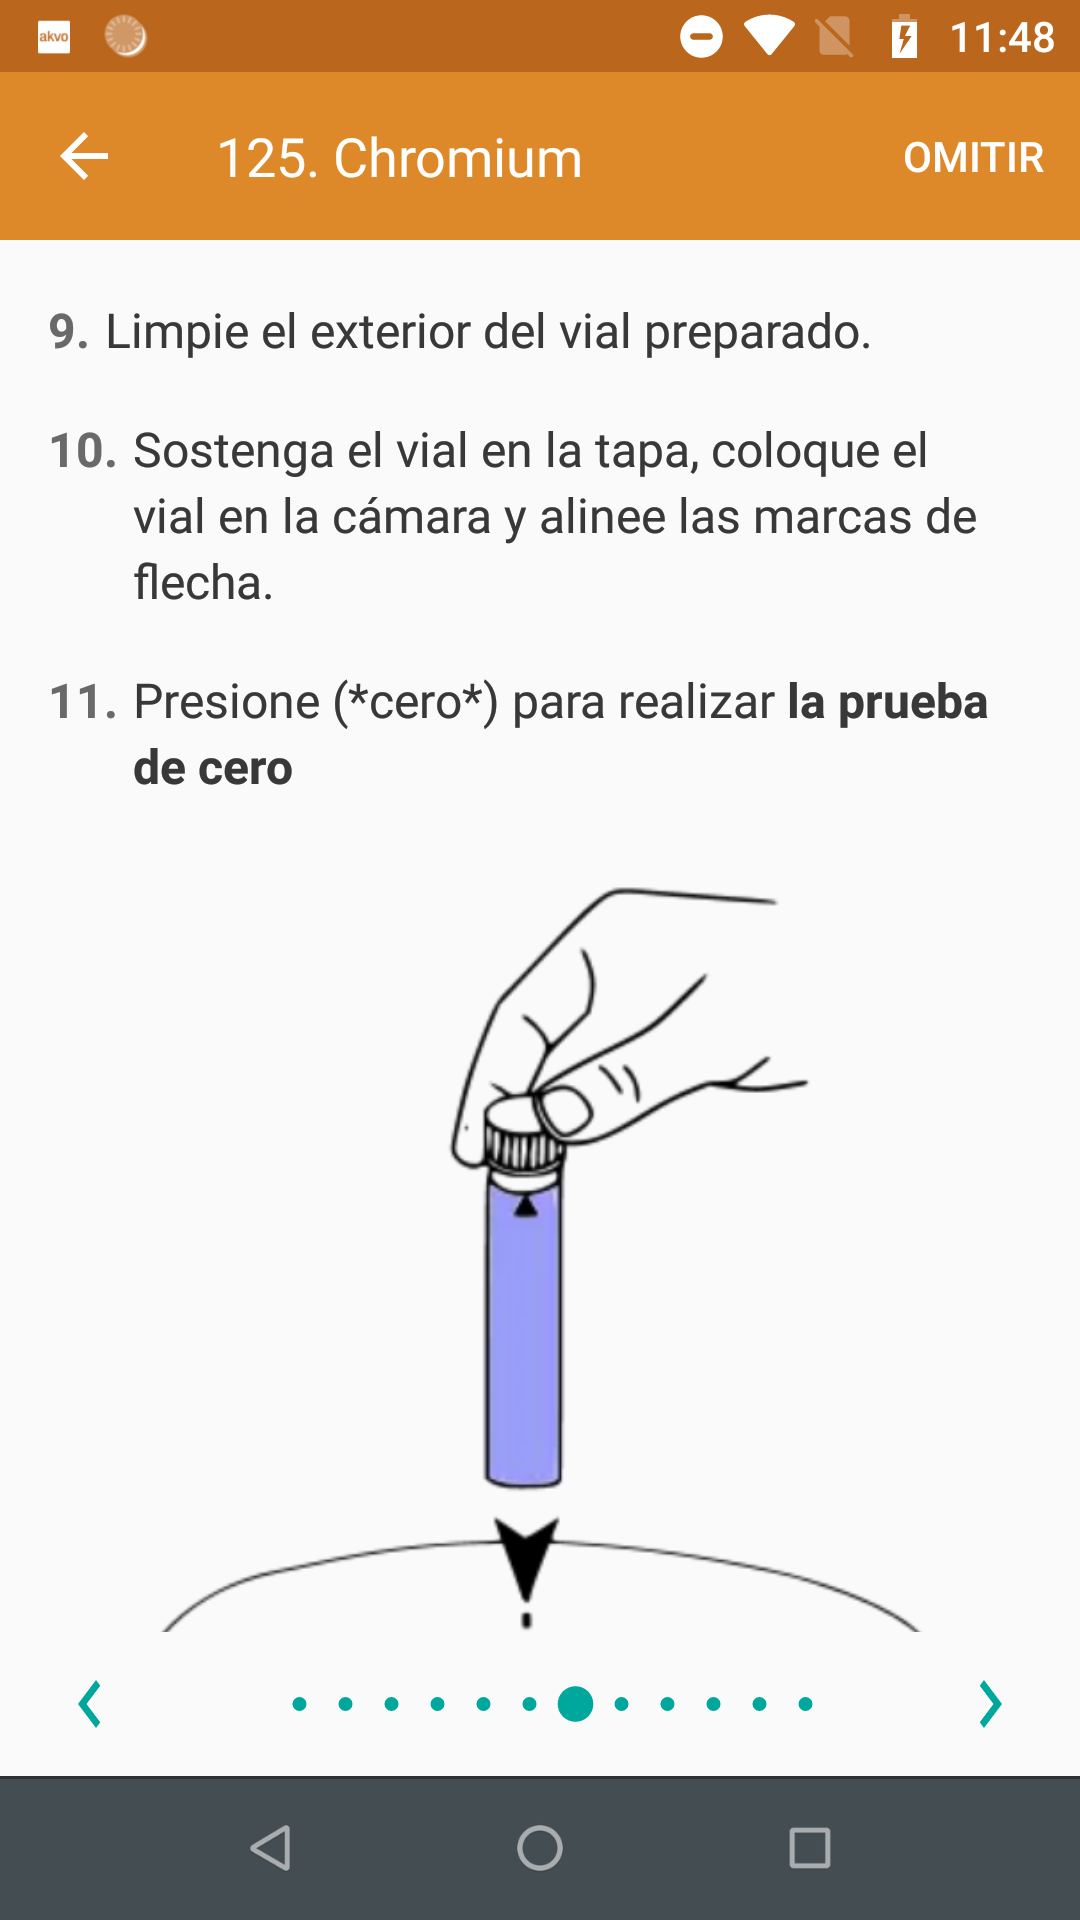 akvo
11:48
125. Chromium
OMITIR
9. Limpie el exterior del vial preparado.
10. Sostenga el vial en la tapa, coloque el
vial en la cámara y alinee las marcas de
flecha.
11. Presione (*cero*) para realizar la prueba
de cero